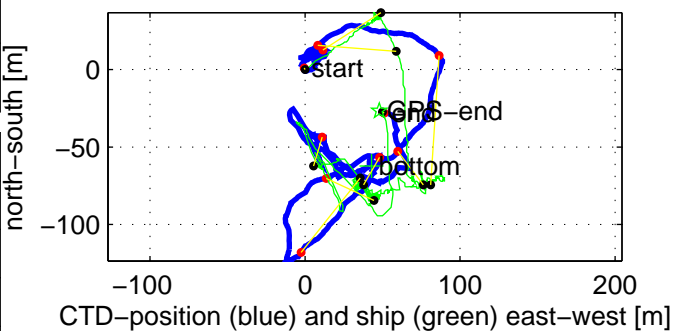 north−south [m]
0
−50
−100
start
GPS−end
end
bottom
−100
0
100
200
CTD−position (blue) and ship (green) east−west [m]